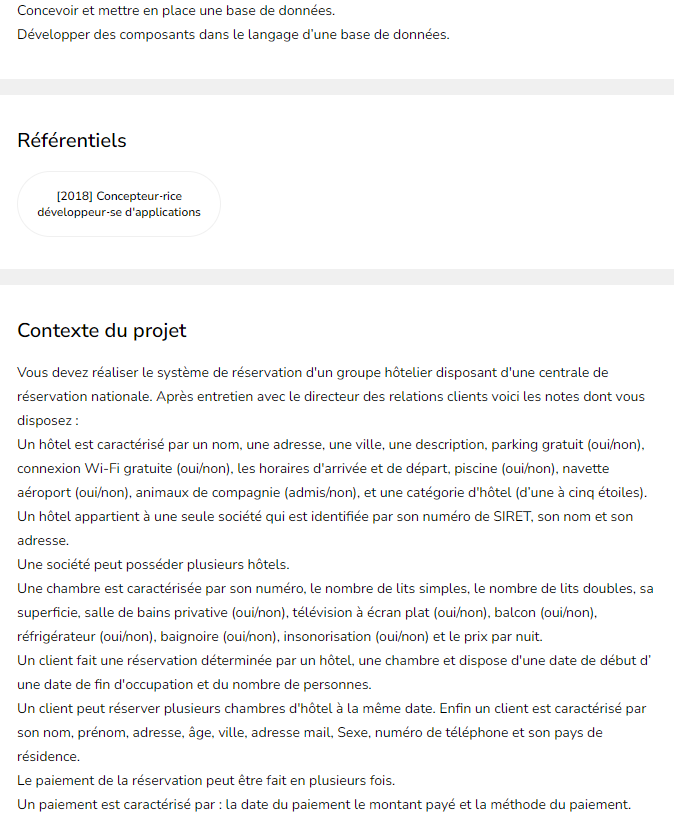 Concevoir et mettre en place une base de données.
Développer des composants dans le langage d’une base de données.
Référentiels
[2018] Concepteur·rice
développeur·se d'applications
Contexte du projet
Vous devez réaliser le système de réservation d'un groupe hôtelier disposant d'une centrale de
réservation nationale. Après entretien avec le directeur des relations clients voici les notes dont vous
disposez :
Un hôtel est caractérisé par un nom, une adresse, une ville, une description, parking gratuit (oui/non),
connexion Wi-Fi gratuite (oui/non), les horaires d'arrivée et de départ, piscine (oui/non), navette
aéroport (oui/non), animaux de compagnie (admis/non), et une catégorie d'hôtel (d’une à cinq étoiles).
Un hôtel appartient à une seule société qui est identifiée par son numéro de SIRET, son nom et son
adresse.
Une société peut posséder plusieurs hôtels.
Une chambre est caractérisée par son numéro, le nombre de lits simples, le nombre de lits doubles, sa
superficie, salle de bains privative (oui/non), télévision à écran plat (oui/non), balcon (oui/non),
réfrigérateur (oui/non), baignoire (oui/non), insonorisation (oui/non) et le prix par nuit.
Un client fait une réservation déterminée par un hôtel, une chambre et dispose d'une date de début d’
une date de fin d'occupation et du nombre de personnes.
Un client peut réserver plusieurs chambres d'hôtel à la même date. Enfin un client est caractérisé par
son nom, prénom, adresse, âge, ville, adresse mail, Sexe, numéro de téléphone et son pays de
résidence.
Le paiement de la réservation peut être fait en plusieurs fois.
Un paiement est caractérisé par : la date du paiement le montant payé et la méthode du paiement.